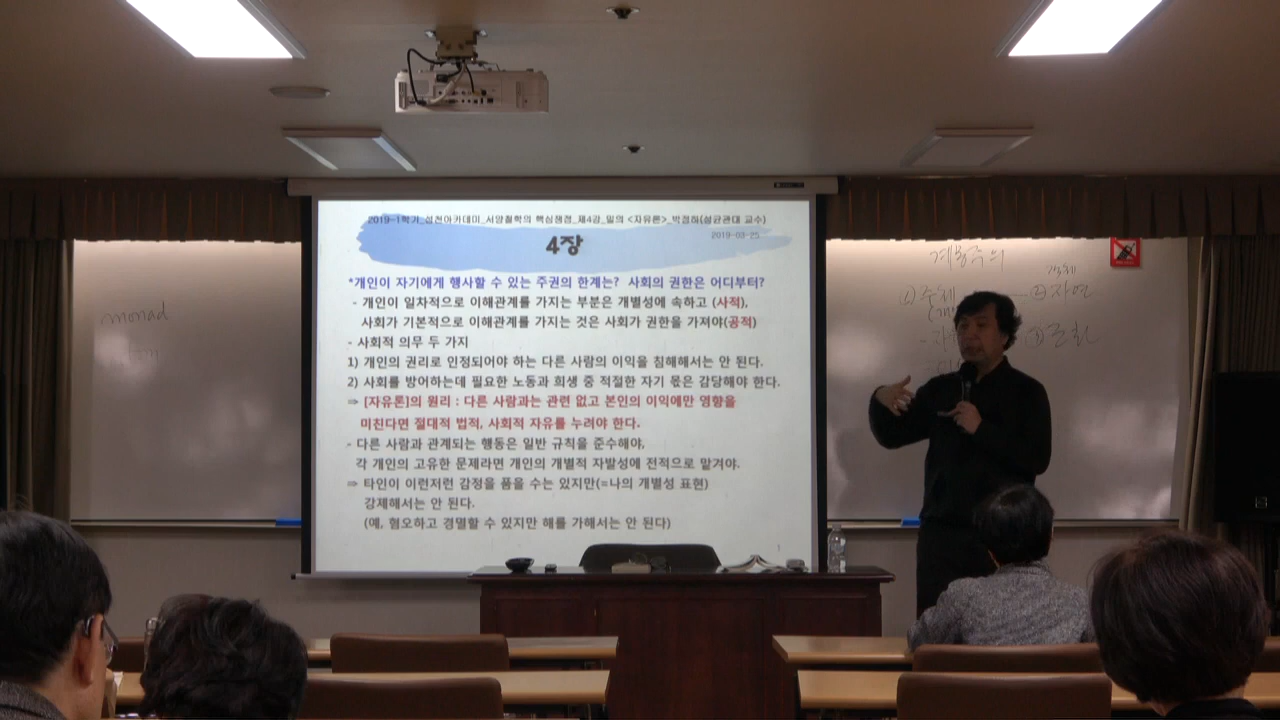 2019-1학기_성천아카데미_서양철학의 핵심쟁점_제4강_밀의 <자유론>_박정하(성균관대 교수)
2019-03-25
4장
*개인이 자기에게 행사할 수 있는 주권의 한계는? 사회의 권한은 어디부터?
- 개인이 일차적으로 이해관계를 가지는 부분은 개별성에 속하고 (사적),
사회가 기본적으로 이해관계를 가지는 것은 사회가 권한을 가져야(공적)
- 사회적 의무 두 가지
1) 개인의 권리로 인정되어야 하는 다른 사람의 이익을 침해해서는 안 된다.
2) 사회를 방어하는데 필요한 노동과 희생 중 적절한 자기 몫은 감당해야 한다.
⇒ [자유론]의 원리 : 다른 사람과는 관련 없고 본인의 이익에만 영향을
미친다면 절대적 법적, 사회적 자유를 누려야 한다.
- 다른 사람과 관계되는 행동은 일반 규칙을 준수해야,
각 개인의 고유한 문제라면 개인의 개별적 자발성에 전적으로 맡겨야.
⇒ 타인이 이런저런 감정을 품을 수는 있지만(=나의 개별성 표현)
강제해서는 안 된다.
(예, 혐오하고 경멸할 수 있지만 해를 가해서는 안 된다)
1
monad
계몽주의
① 주체
② 자연